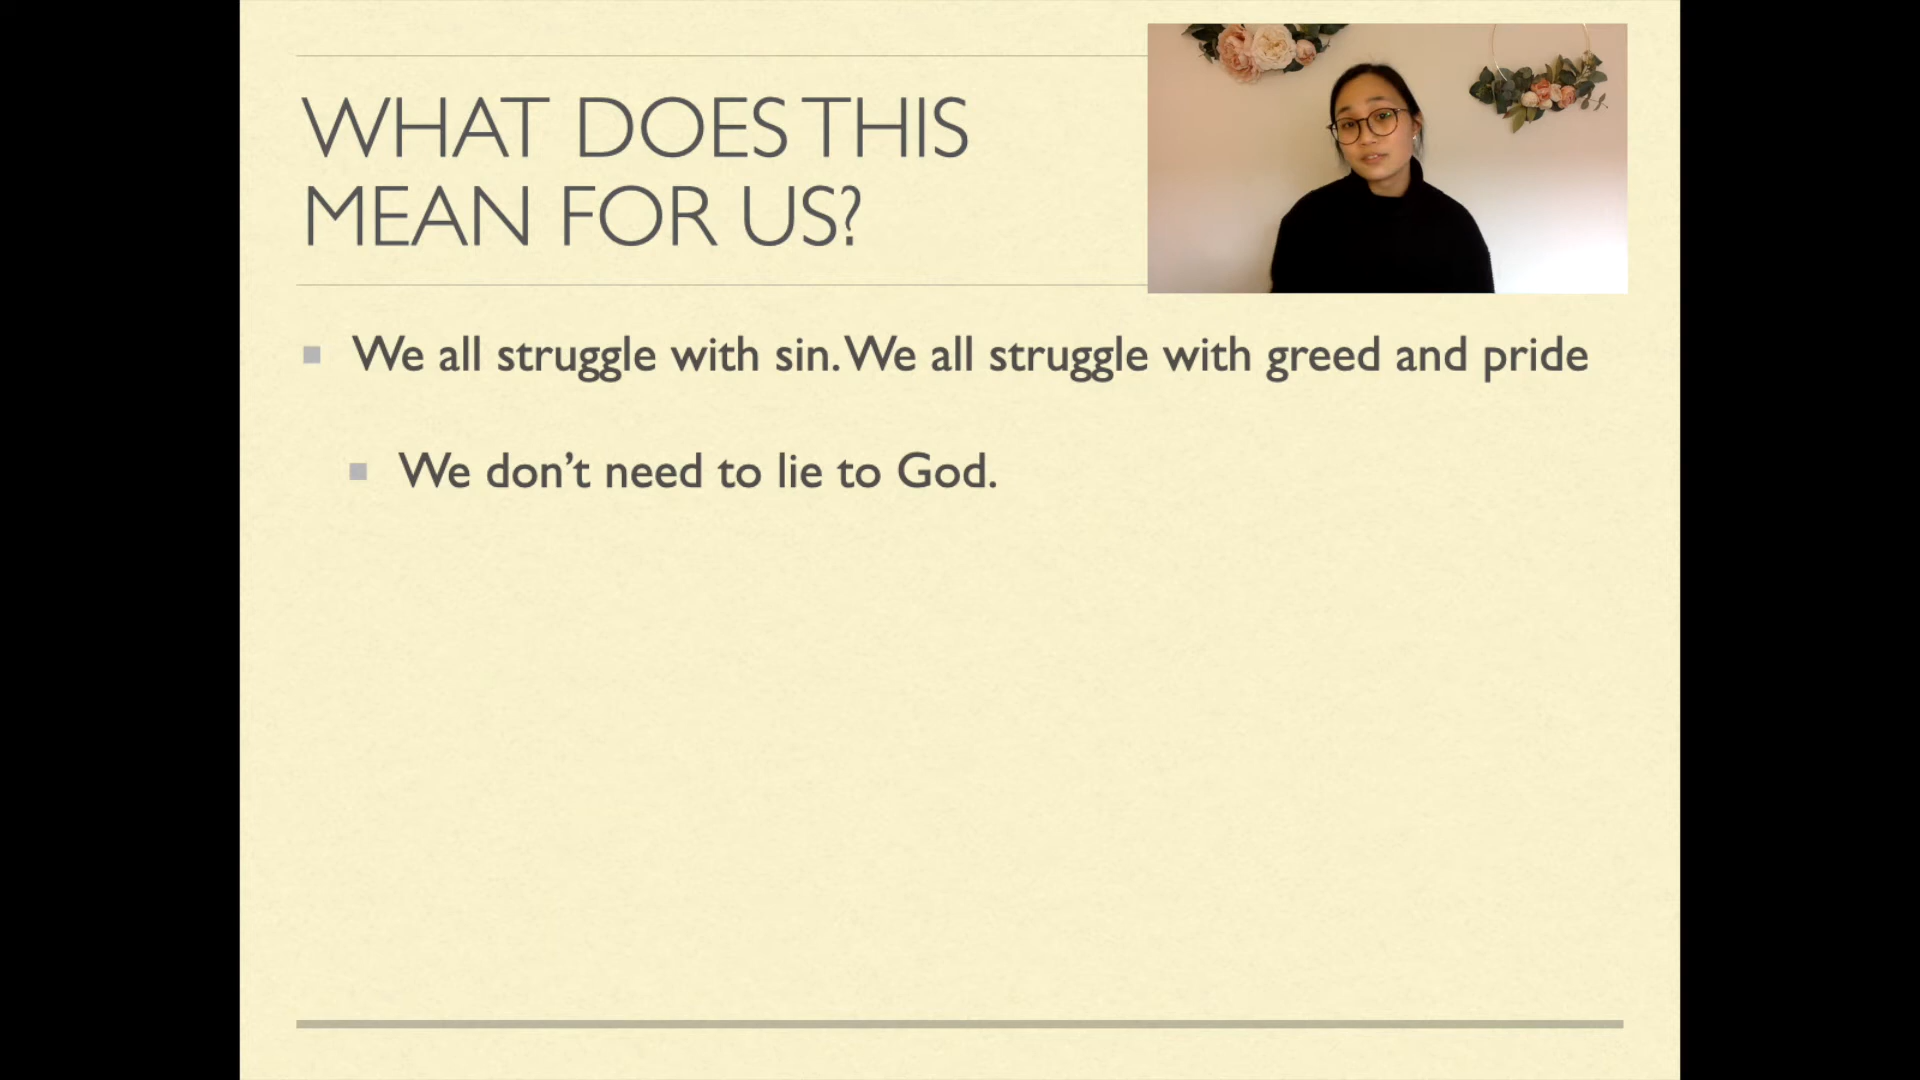 WHAT DOES THIS
MEAN FOR US?
We all struggle with sin. We all struggle with greed and pride
We don't need to lie to God.